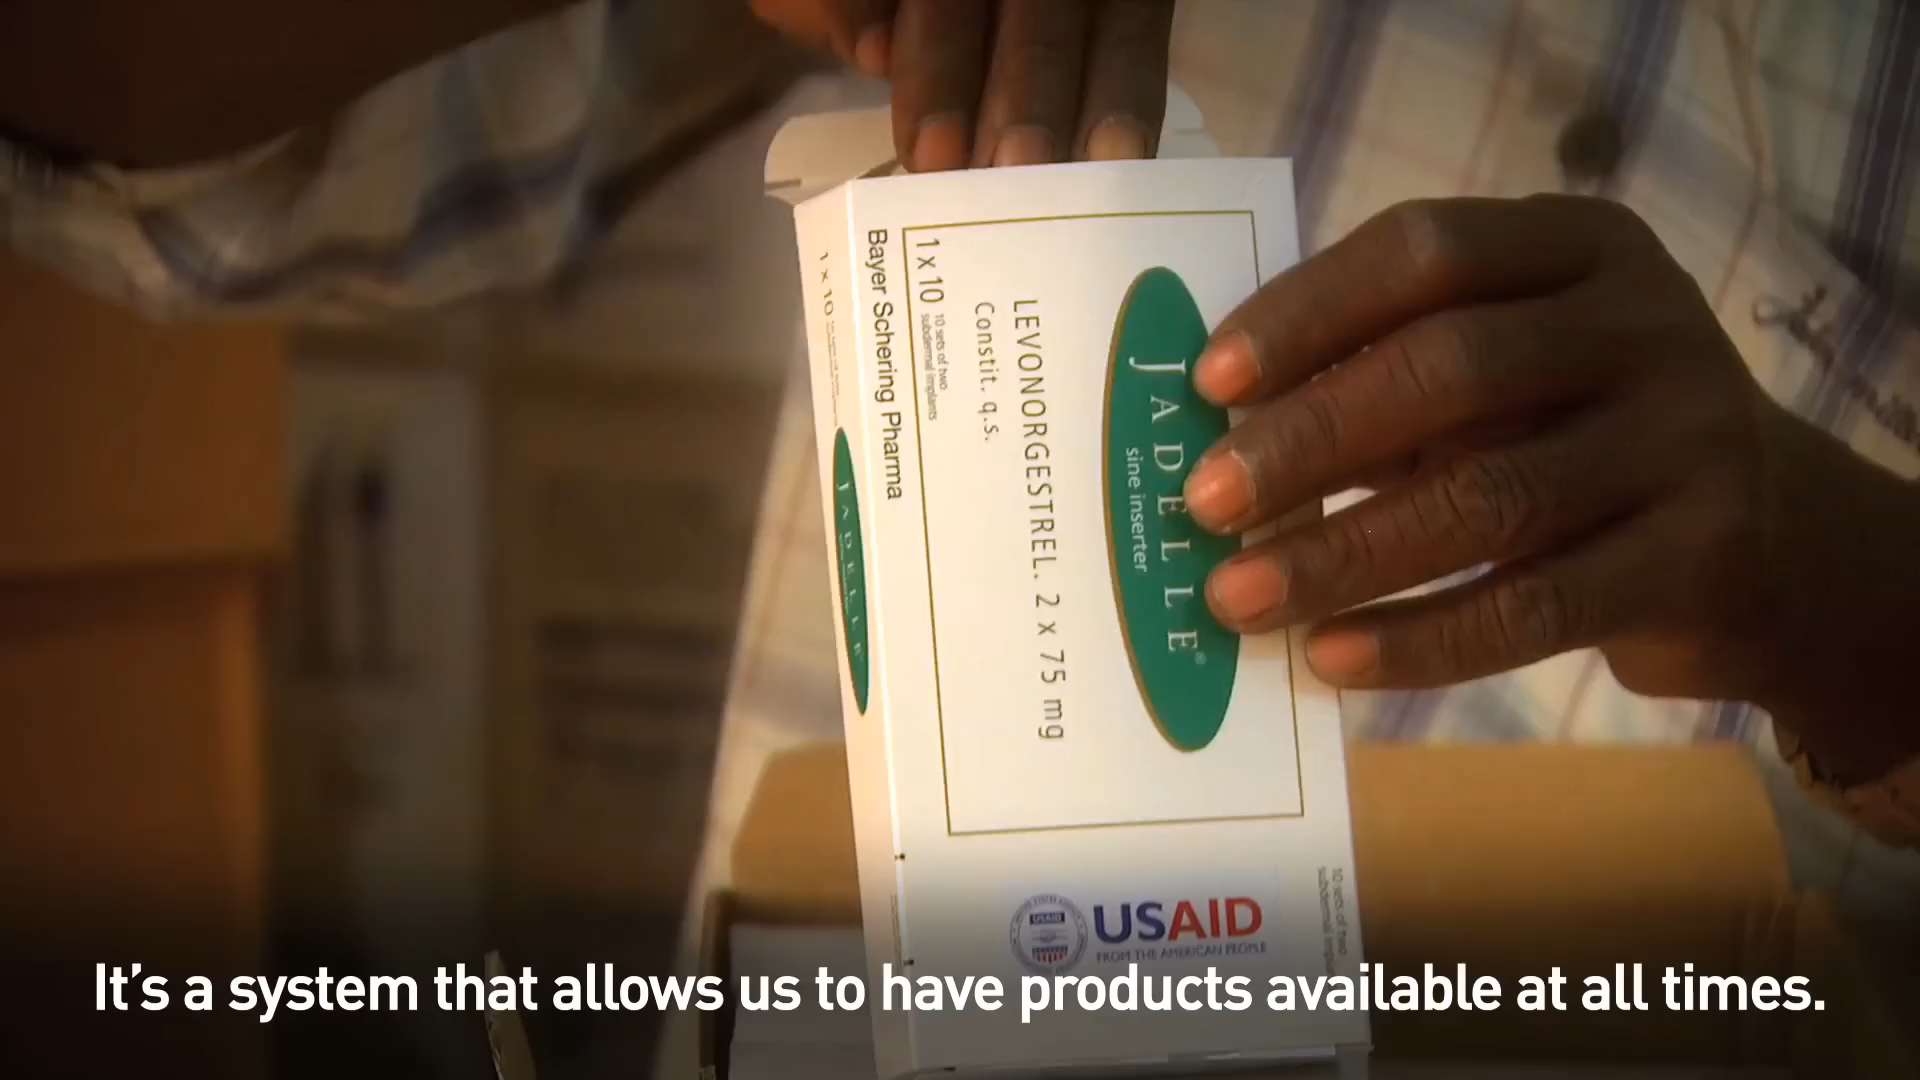 JADELLE®
sine inserter
LEVONORGESTREL. 2 x 75 mg
Constit. q.s.
1 x 10
10 sets of two
subdermal implants
Bayer Schering Pharma
1 x 10
JADELLE
10 sets of two
USAID
USAID
FROM THE AMERICAN PEOPLE
It's a system that allows us to have products available at all times.